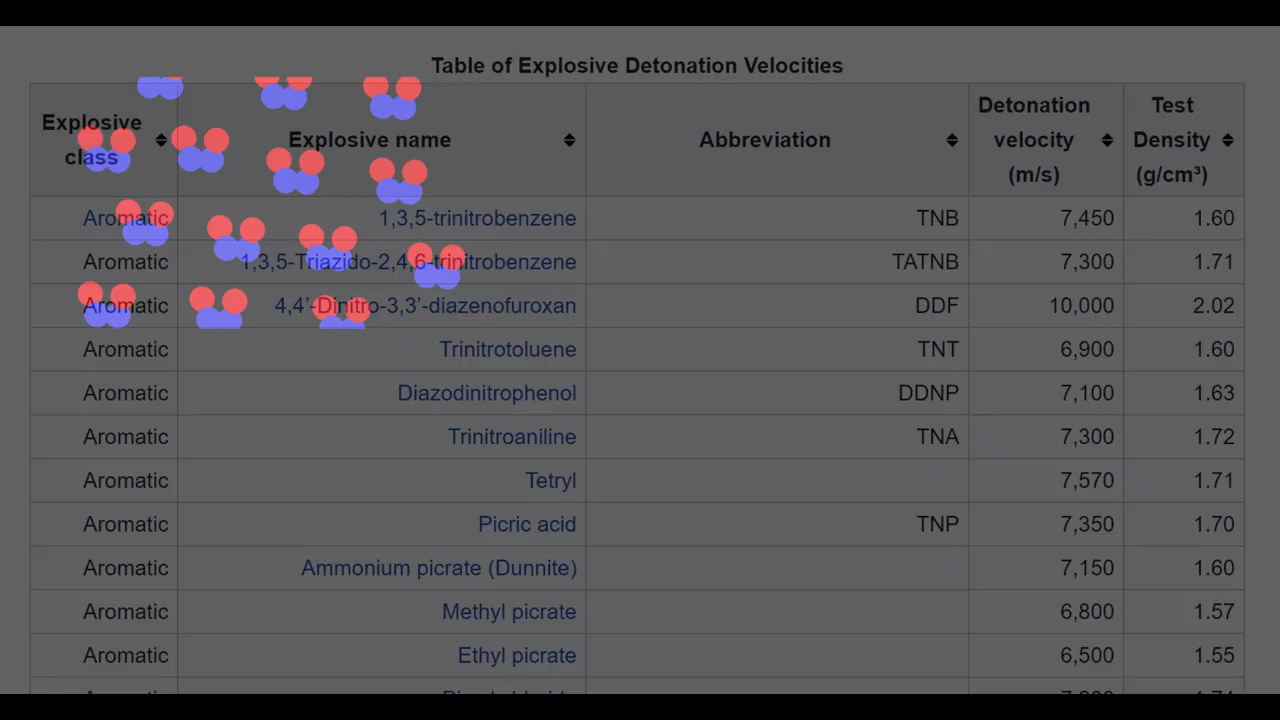 Table of Explosive Detonation Velocities
Explosive class Explosive name Abbreviation Detonation velocity (m/s) Test Density (g/cm³)
Aromatic 1,3,5-trinitrobenzene TNB 7,450 1.60
Aromatic 1,3,5-Triazido-2,4,6-trinitrobenzene TATNB 7,300 1.71
Aromatic 4,4’-Dinitro-3,3’-diazenofuroxan DDF 10,000 2.02
Aromatic Trinitrotoluene TNT 6,900 1.60
Aromatic Diazodinitrophenol DDNP 7,100 1.63
Aromatic Trinitroaniline TNA 7,300 1.72
Aromatic Tetryl 7,570 1.71
Aromatic Picric acid TNP 7,350 1.70
Aromatic Ammonium picrate (Dunnite) 7,150 1.60
Aromatic Methyl picrate 6,800 1.57
Aromatic Ethyl picrate 6,500 1.55